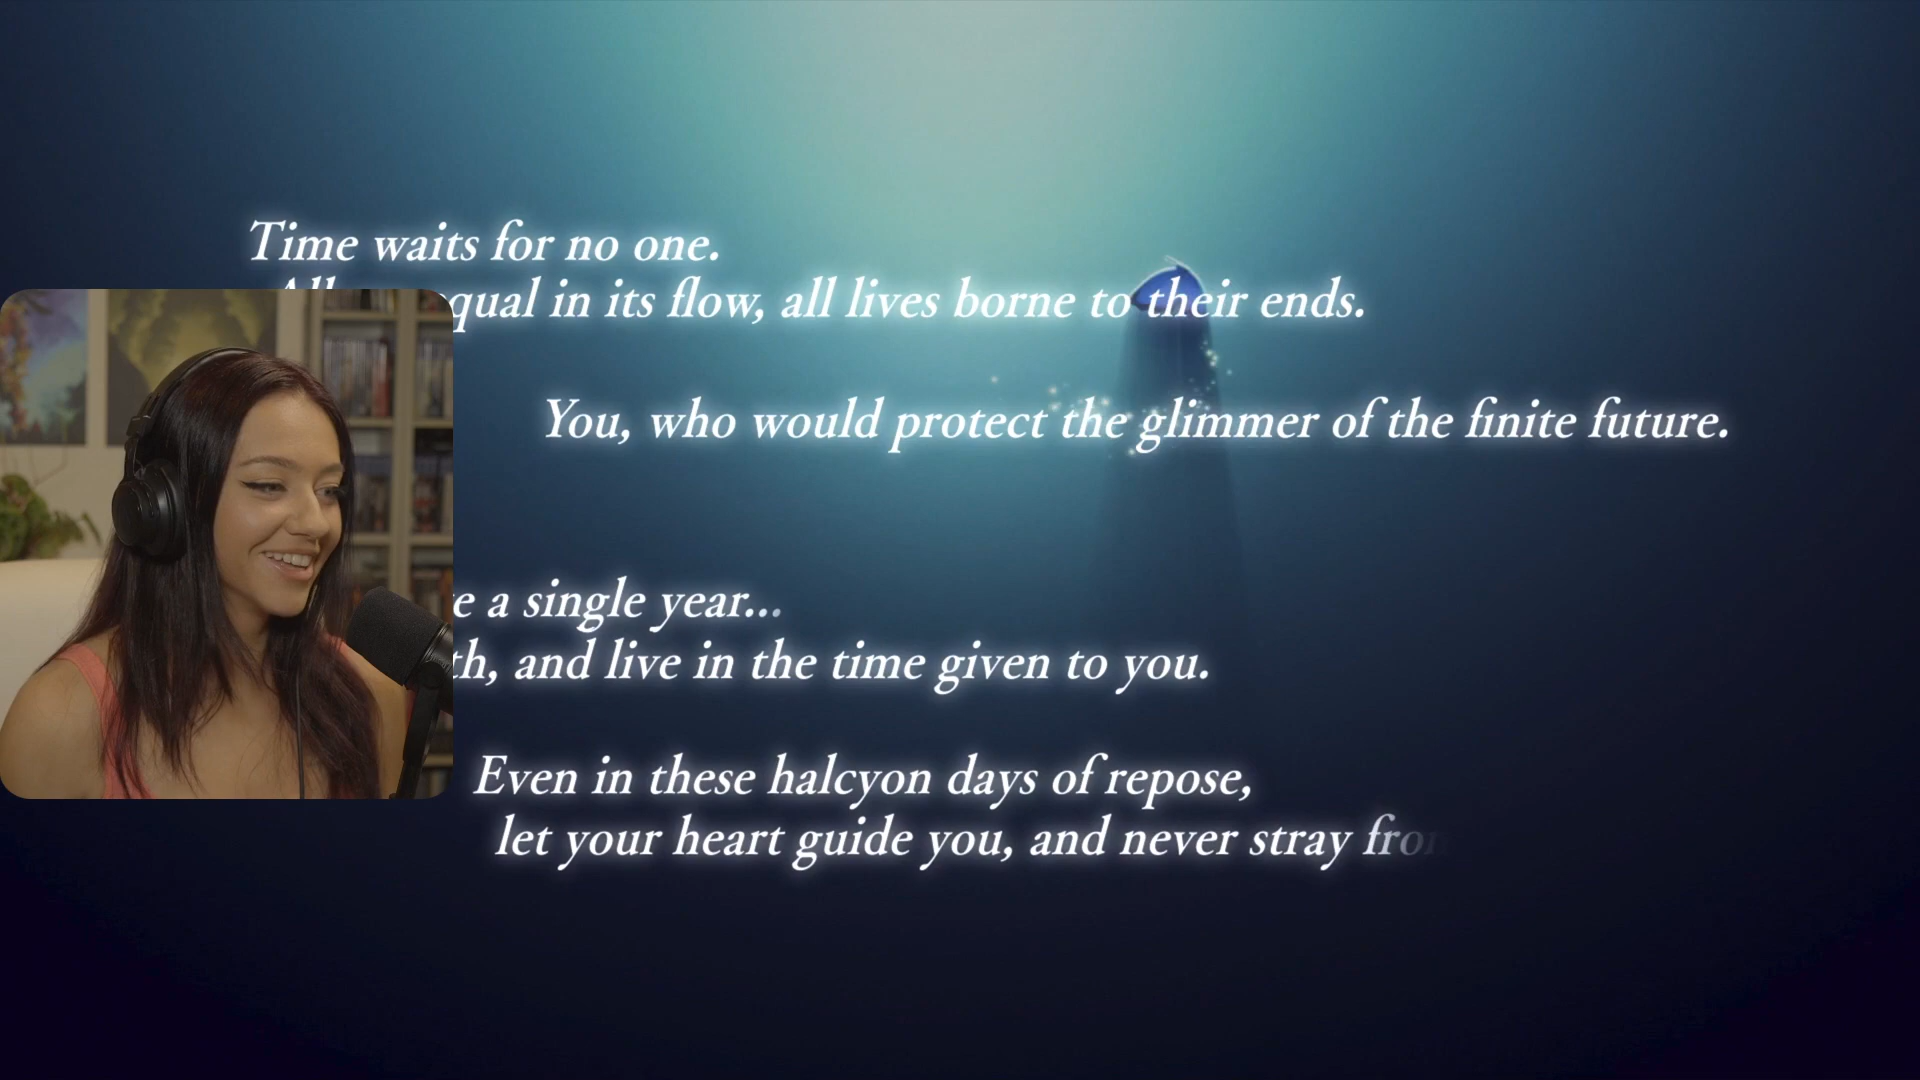 Time waits for no one.
qual in its flow, all lives borne to their ends.
You, who would protect the glimmer of the finite future.
e a single year...
th, and live in the time given to you.
Even in these halcyon days of repose,
let your heart guide you, and never stray from